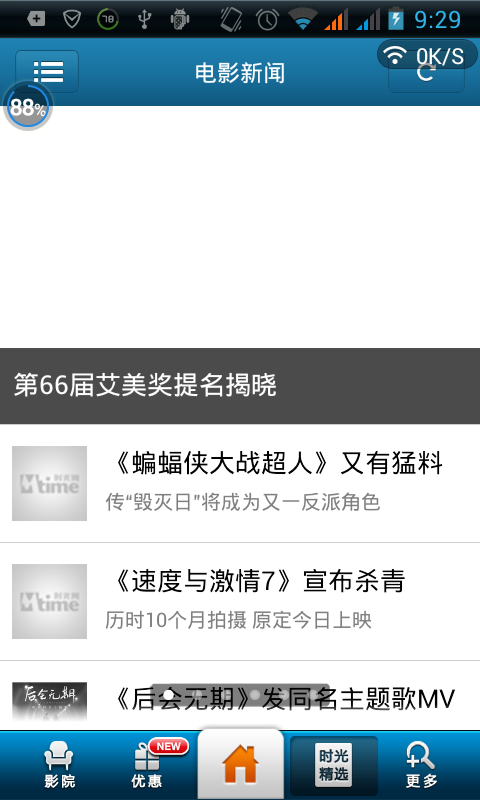 78
9:29
电影新闻
0K/S
88%
第66届艾美奖提名揭晓
《蝙蝠侠大战超人》又有猛料
传“毁灭日”将成为又一反派角色
时光网
Mtime
《速度与激情7》宣布杀青
历时10个月拍摄 原定今日上映
时光网
Mtime
后会元期
《后会元期》发同名主题歌MV
影院
优惠
NEW
时光
精选
更多